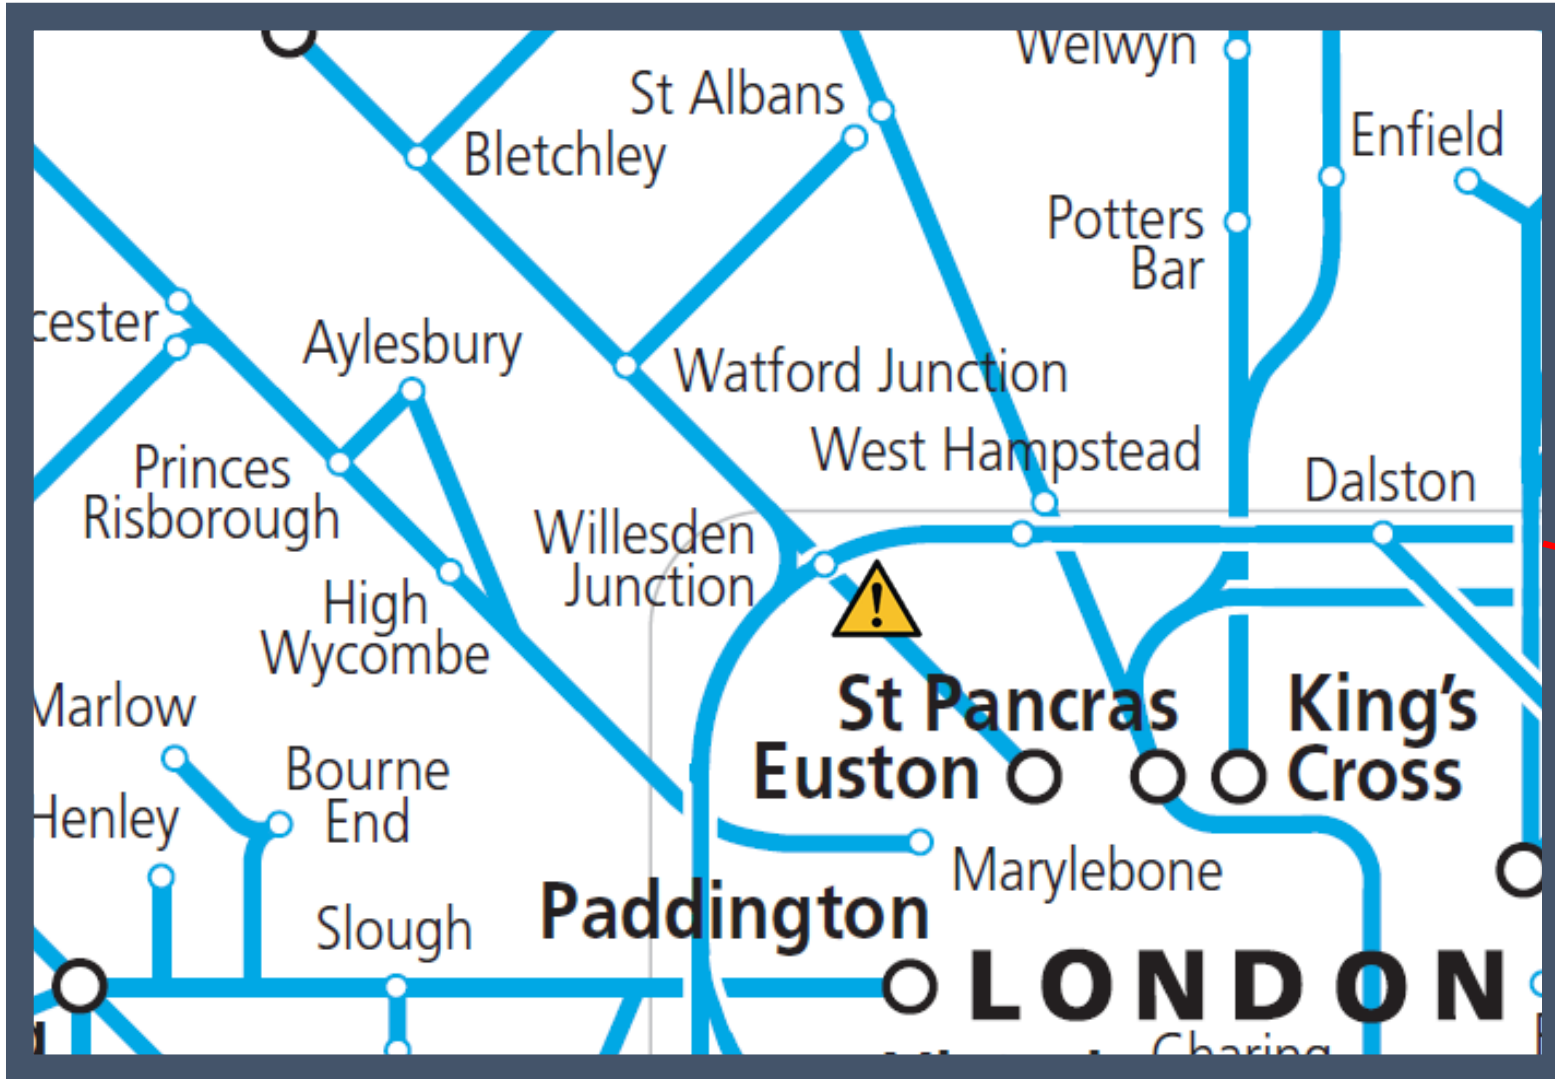 Welwyn
St Albans
Enfield
Bletchley
Potters
Bar
cester
Aylesbury
Watford Junction
West Hampstead
Princes
Risborough
Dalston
Willesden
Junction
High
Wycombe
St Pancras
King's
Marlow
Euston
Cross
Bourne
End
Henley
Marylebone
Paddington
Slough
LONDON
Charing